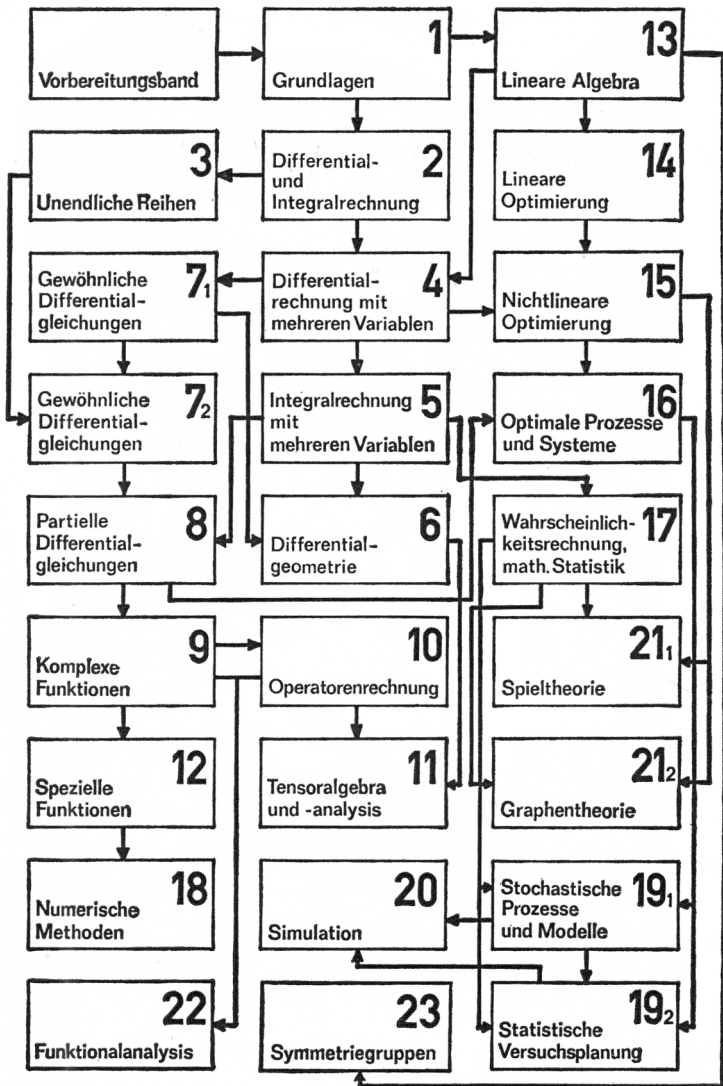 Vorbereitungsband
1
Grundlagen
13
Lineare Algebra
3
Unendliche Reihen
Differential-
und
Integralrechnung
2
14
Lineare
Optimierung
Gewöhnliche
Differential-
gleichungen
7₁
Differential-
rechnung mit
mehreren Variablen
4
15
Nichtlineare
Optimierung
Gewöhnliche
Differential-
gleichungen
7₂
Integralrechnung
mit
mehreren Variablen
5
16
Optimale Prozesse
und Systeme
Partielle
Differential-
gleichungen
8
6
Differential-
geometrie
Wahrscheinlich-
keitsrechnung,
math. Statistik
17
9
Komplexe
Funktionen
10
Operatorenrechnung
21₁
Spieltheorie
12
Spezielle
Funktionen
11
Tensoralgebra
und -analysis
21₂
Graphentheorie
18
Numerische
Methoden
20
Simulation
Stochastische
Prozesse
und Modelle
19₁
22
Funktionalanalysis
23
Symmetriegruppen
19₂
Statistische
Versuchsplanung